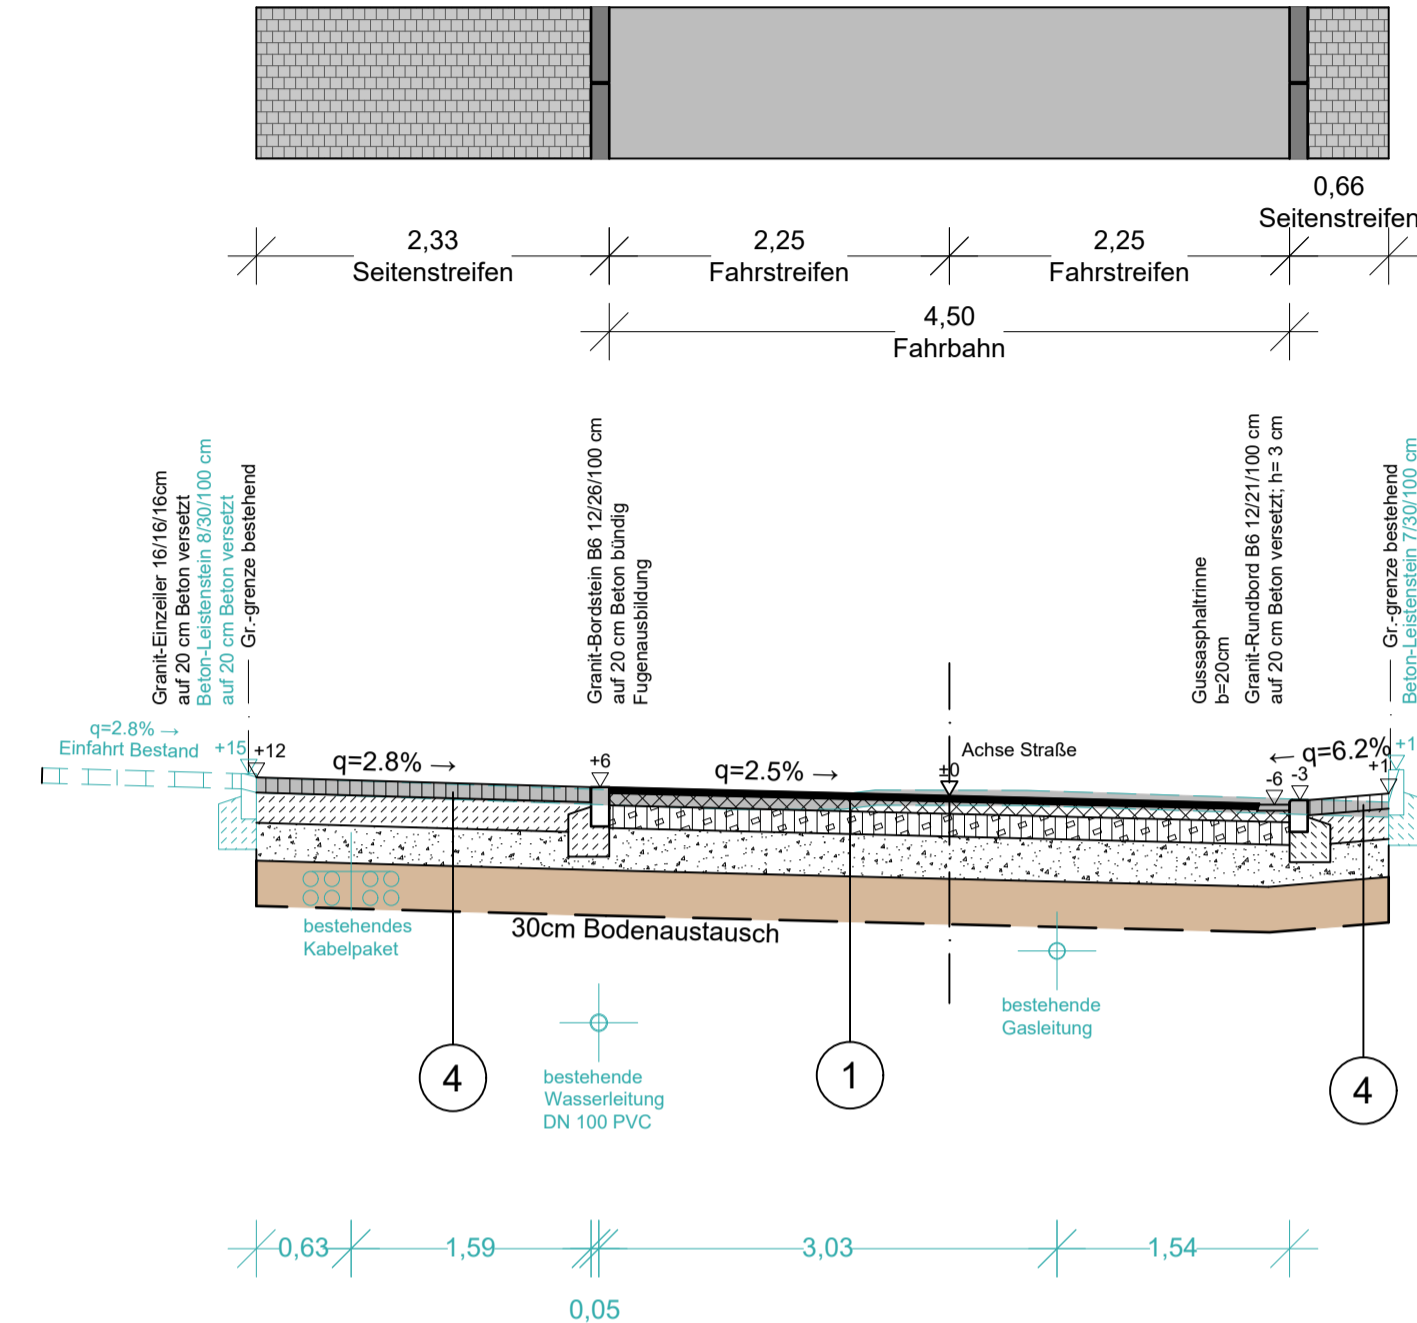 0,66
Seitenstreifen
2,33
Seitenstreifen
2,25
Fahrstreifen
2,25
Fahrstreifen
4,50
Fahrbahn
Granit-Einzeiler 16/16/16cm
auf 20 cm Beton versetzt
Beton-Leistenstein 8/30/100 cm
auf 20 cm Beton versetzt
Gr.-grenze bestehend
Granit-Bordstein B6 12/26/100 cm
auf 20 cm Beton bündig
Fugenausbildung
Gussasphaltrinne
b=20cm
Granit-Rundbord B6 12/21/100 cm
auf 20 cm Beton versetzt; h= 3 cm
Gr.-grenze bestehend
Beton-Leistenstein 7/30/100 cm
q=2.8% →
Einfahrt Bestand
+15
+12
q=2.8% →
+6
q=2.5% →
±0
Achse Straße
-6
-3
← q=6.2%
+1
+1
bestehendes
Kabelpaket
30cm Bodenaustausch
bestehende
Gasleitung
4
1
4
bestehende
Wasserleitung
DN 100 PVC
0,63
1,59
3,03
1,54
0,05